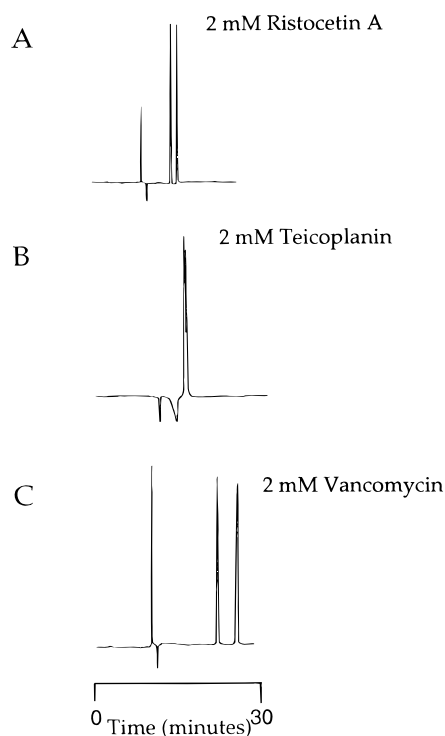 A
2 mM Ristocetin A
B
2 mM Teicoplanin
C
2 mM Vancomycin
0 Time (minutes) 30